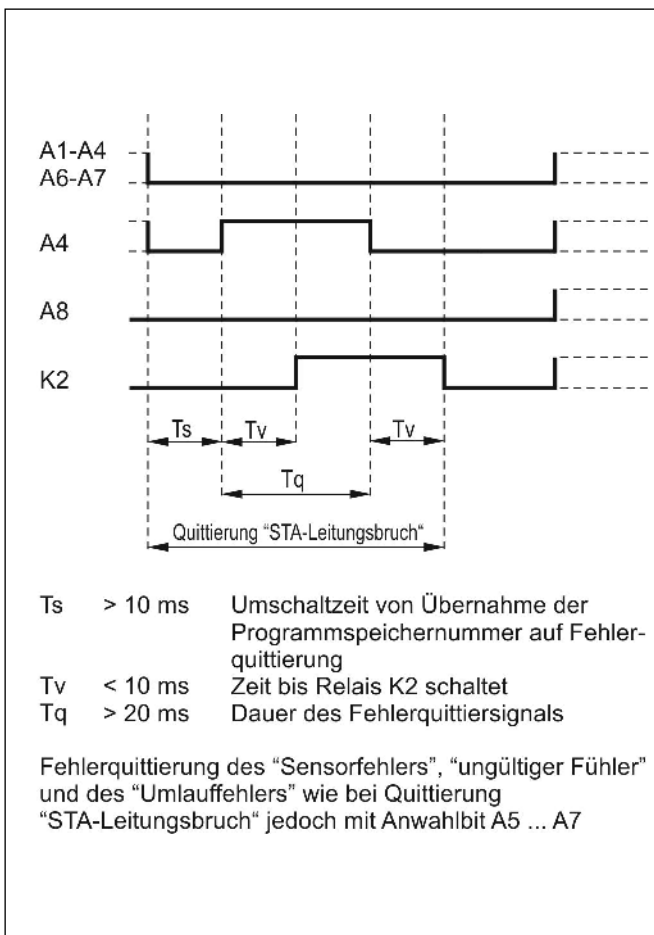 A1-A4
A6-A7
A4
A8
K2
Ts Tv Tv
Tq
Quittierung “STA-Leitungsbruch“
Ts > 10 ms Umschaltzeit von Übernahme der
Programmspeichernummer auf Fehler-
quittierung
Tv < 10 ms Zeit bis Relais K2 schaltet
Tq > 20 ms Dauer des Fehlerquittiersignals
Fehlerquittierung des “Sensorfehlers”, “ungültiger Fühler”
und des “Umlauffehlers” wie bei Quittierung
“STA-Leitungsbruch“ jedoch mit Anwahlbit A5 ... A7